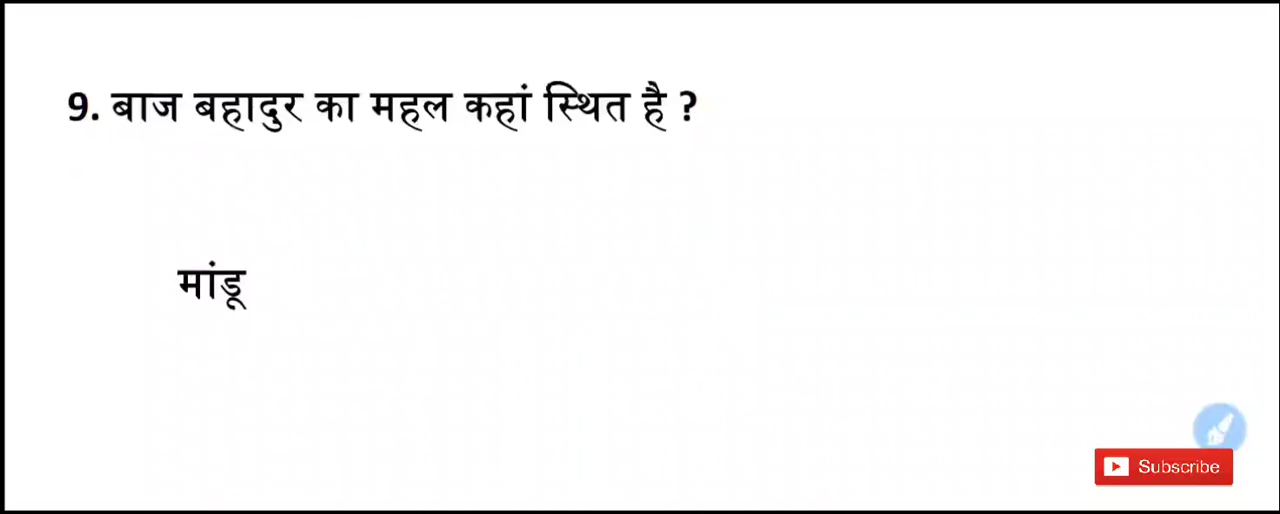 9. बाज बहादुर का महल कहां स्थित है ?
मांडू
Subscribe